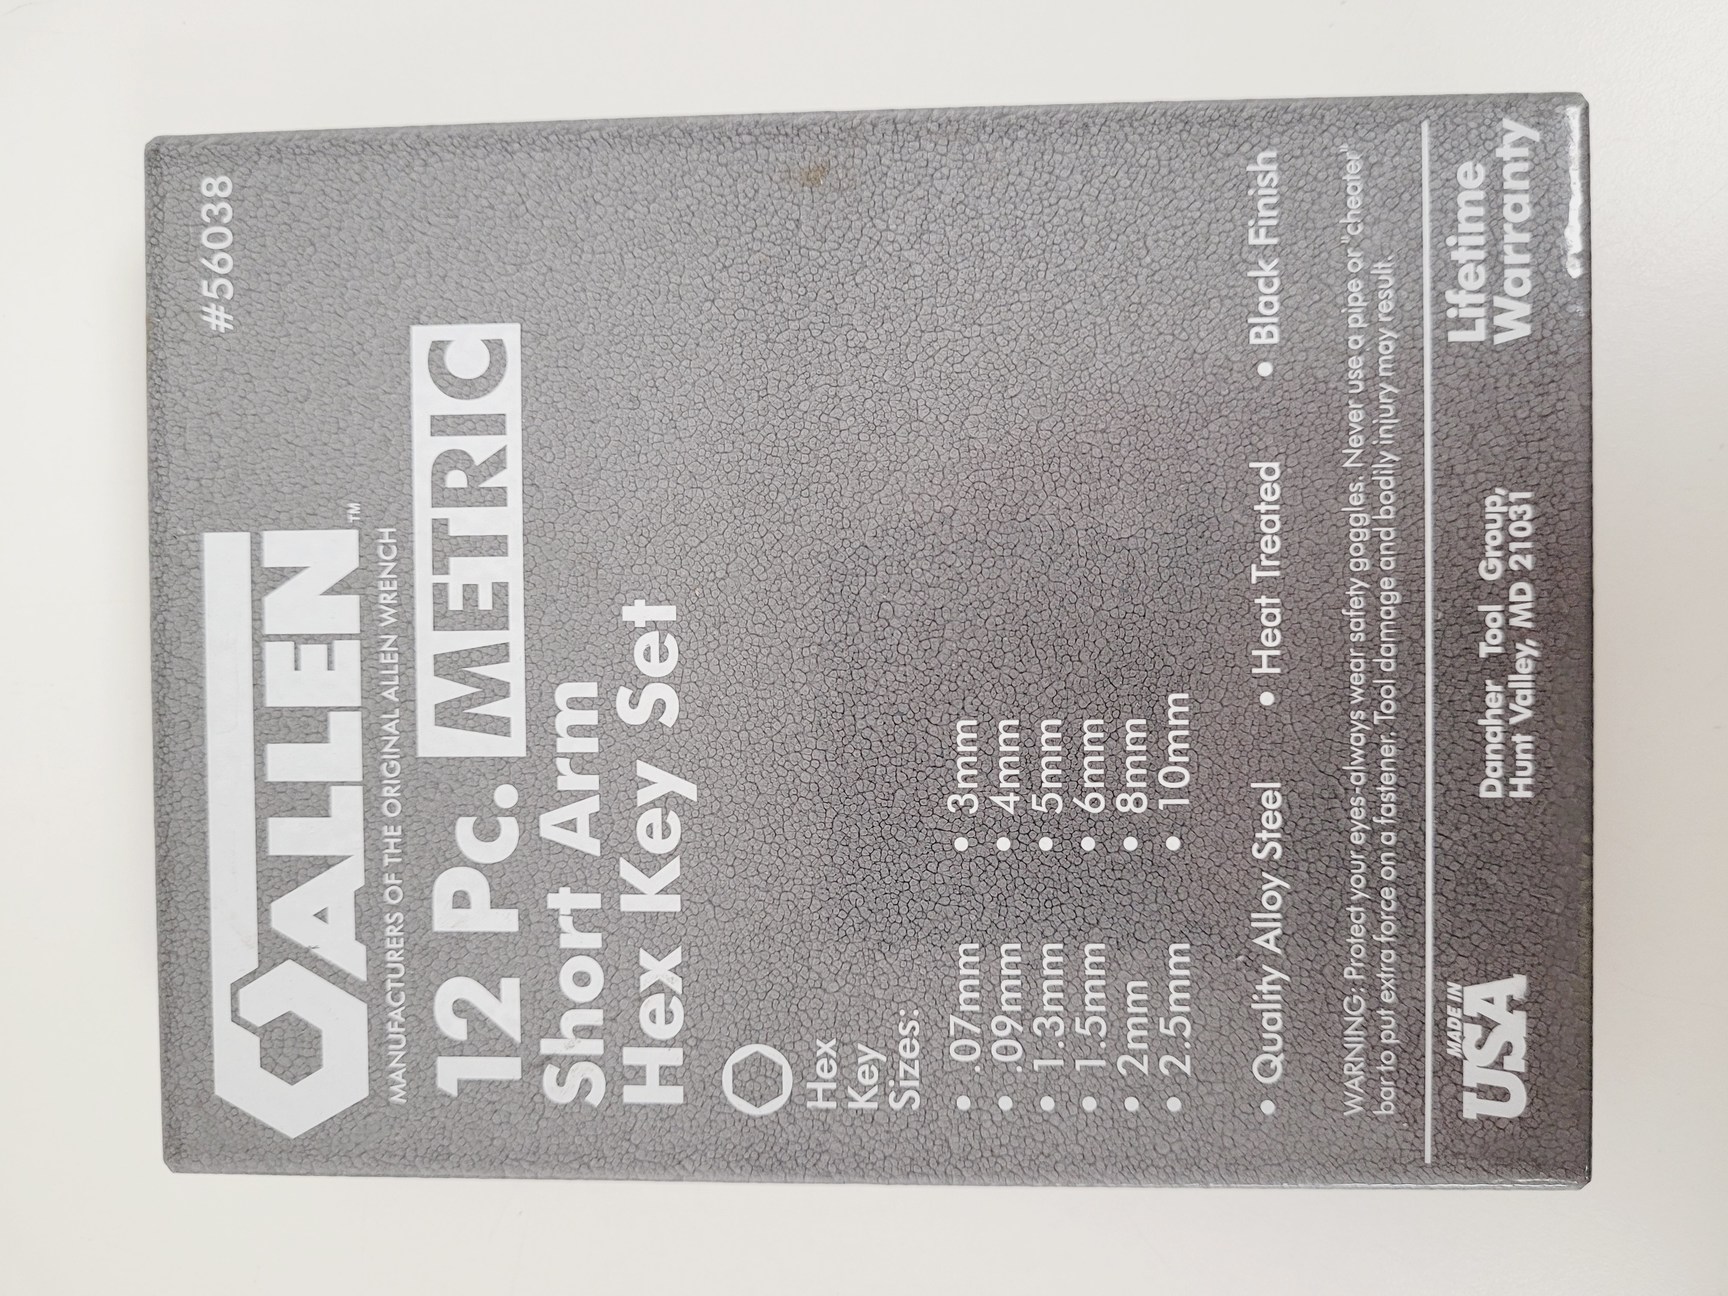 #56038
ALLEN™
MANUFACTURERS OF THE ORIGINAL ALLEN WRENCH
12 Pc. METRIC
Short Arm
Hex Key Set
Hex
Key
Sizes:
• .07mm • 3mm
• .09mm • 4mm
• 1.3mm • 5mm
• 1.5mm • 6mm
• 2mm • 8mm
• 2.5mm • 10mm
• Quality Alloy Steel • Heat Treated • Black Finish
WARNING: Protect your eyes-always wear safety goggles. Never use a pipe or "cheater"
bar to put extra force on a fastener. Tool damage and bodily injury may result.
MADE IN
USA
Danaher Tool Group,
Hunt Valley, MD 21031
Lifetime
Warranty